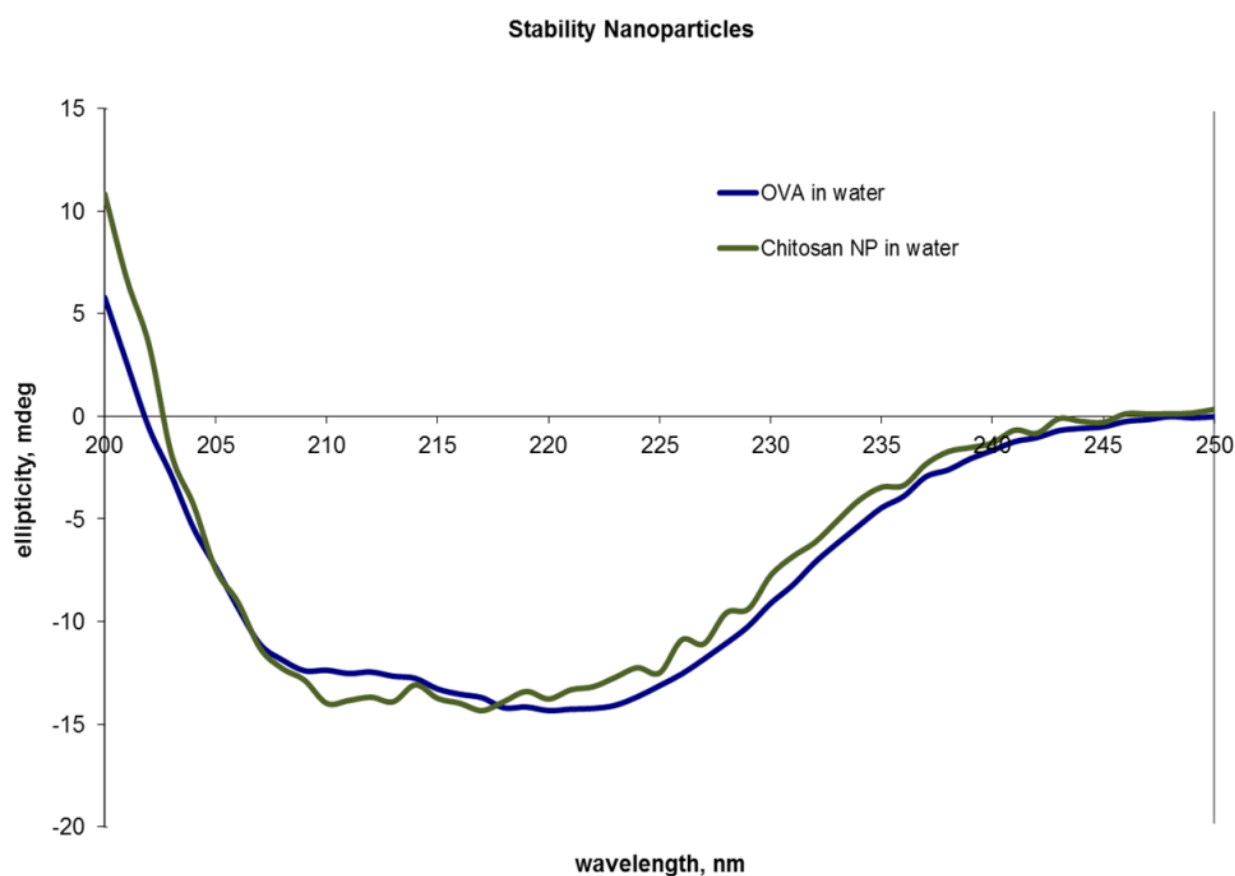 Stability Nanoparticles
15
10
5
0
-5
-10
-15
-20
ellipticity, mdeg
200 205 210 215 220 225 230 235 240 245 250
OVA in water
Chitosan NP in water
wavelength, nm